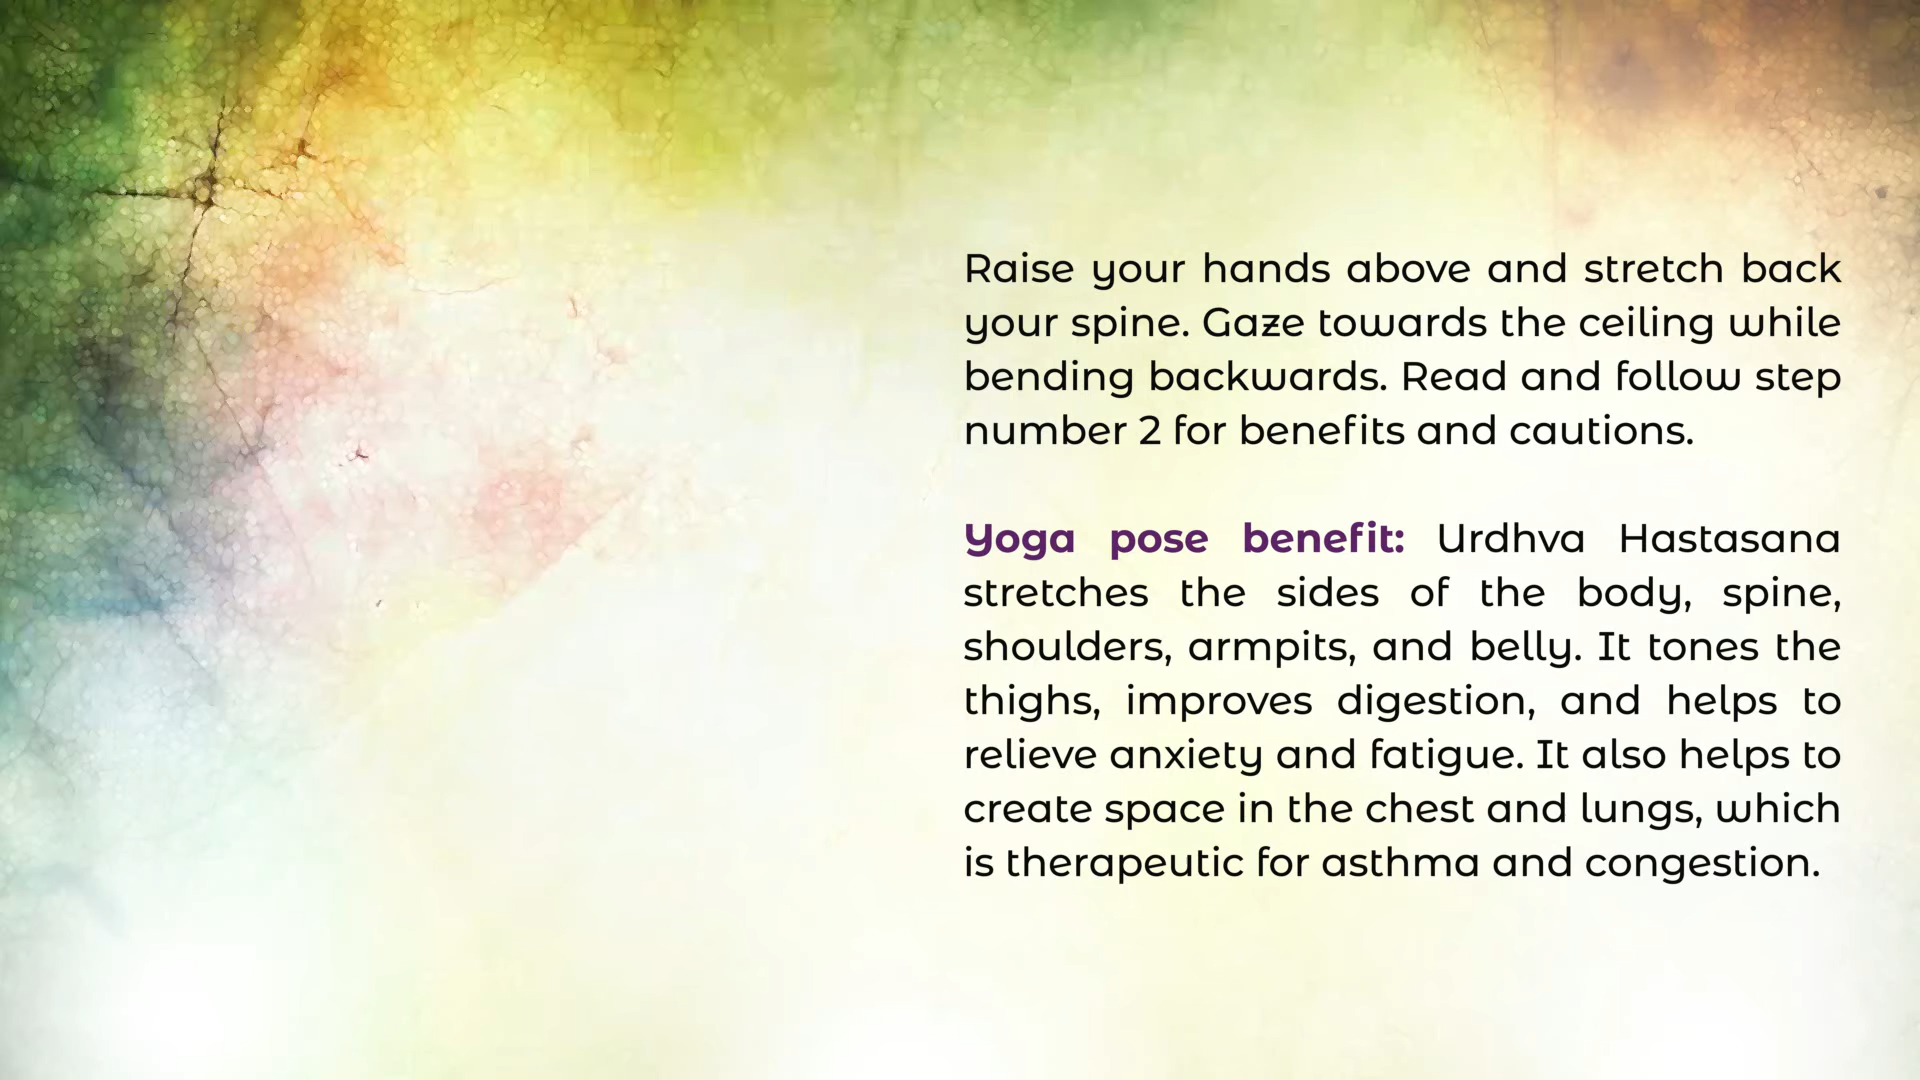 Raise your hands above and stretch back
your spine. Gaze towards the ceiling while
bending backwards. Read and follow step
number 2 for benefits and cautions.
Yoga pose benefit: Urdhva Hastasana
stretches the sides of the body, spine,
shoulders, armpits, and belly. It tones the
thighs, improves digestion, and helps to
relieve anxiety and fatigue. It also helps to
create space in the chest and lungs, which
is therapeutic for asthma and congestion.